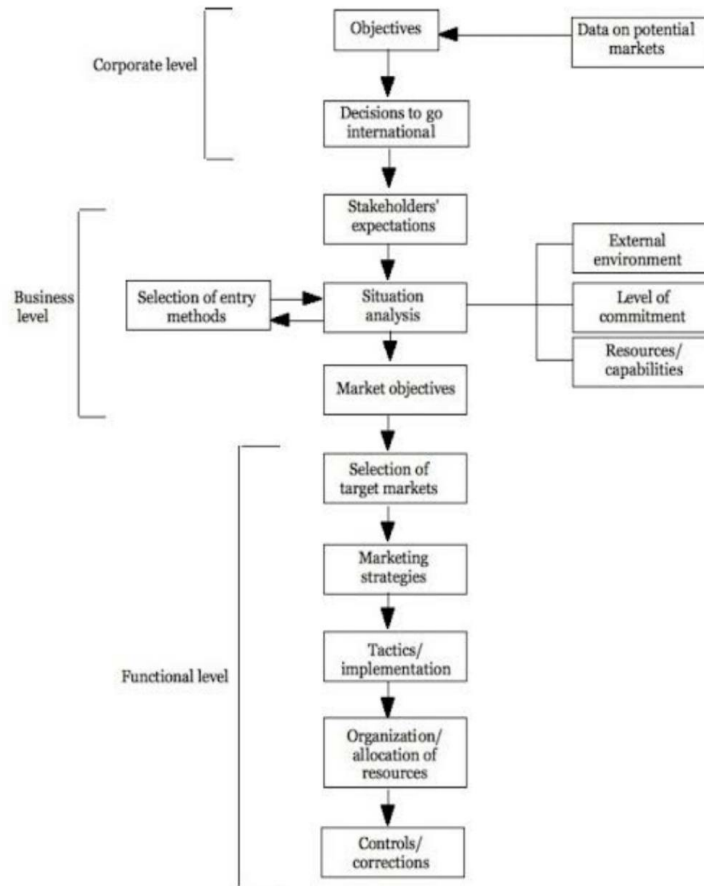 Objectives
Data on potential
markets
Corporate level
Decisions to go
international
Stakeholders'
expectations
External
environment
Business
level
Selection of entry
methods
Situation
analysis
Level of
commitment
Resources/
capabilities
Market objectives
Selection of
target markets
Marketing
strategies
Functional level
Tactics/
implementation
Organization/
allocation of
resources
Controls/
corrections